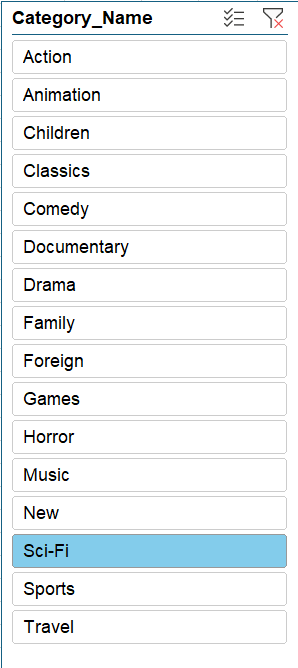 Category_Name
Action
Animation
Children
Classics
Comedy
Documentary
Drama
Family
Foreign
Games
Horror
Music
New
Sci-Fi
Sports
Travel